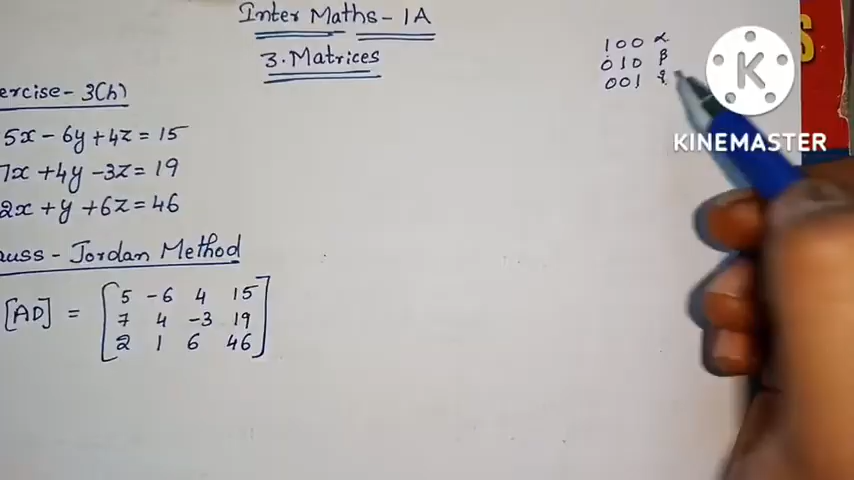 Inter Maths - 1A
3. Matrices
ercise - 3(h)
5x - 6y + 4z = 15
7x + 4y - 3z = 19
2x + y + 6z = 46
auss - Jordan Method
[AD] = [5 -6 4 15
7 4 -3 19
2 1 6 46]
1 0 0 α
0 1 0 β
0 0 1
K
KINEMASTER
S